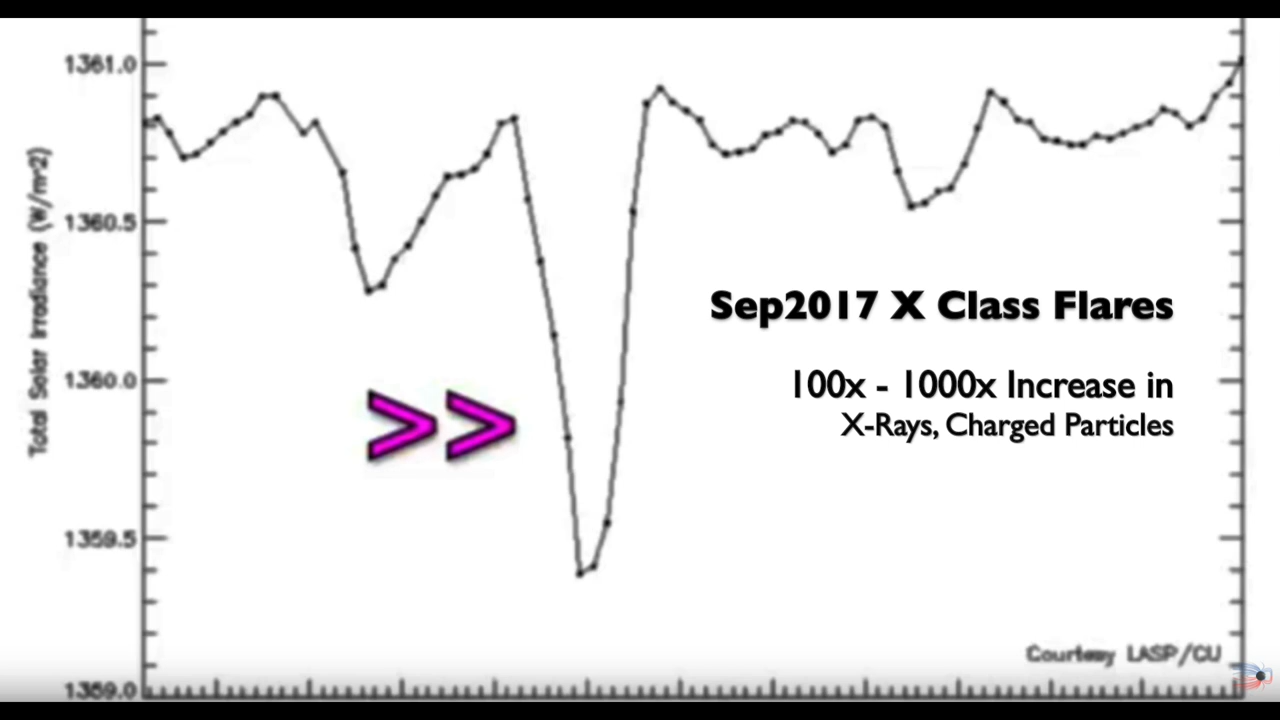 1361.0
1360.5
1360.0
1359.5
1359.0
Total Solar Irradiance (W/m^2)
>>
Sep2017 X Class Flares
100x - 1000x Increase in
X-Rays, Charged Particles
Courtesy LASP/CU